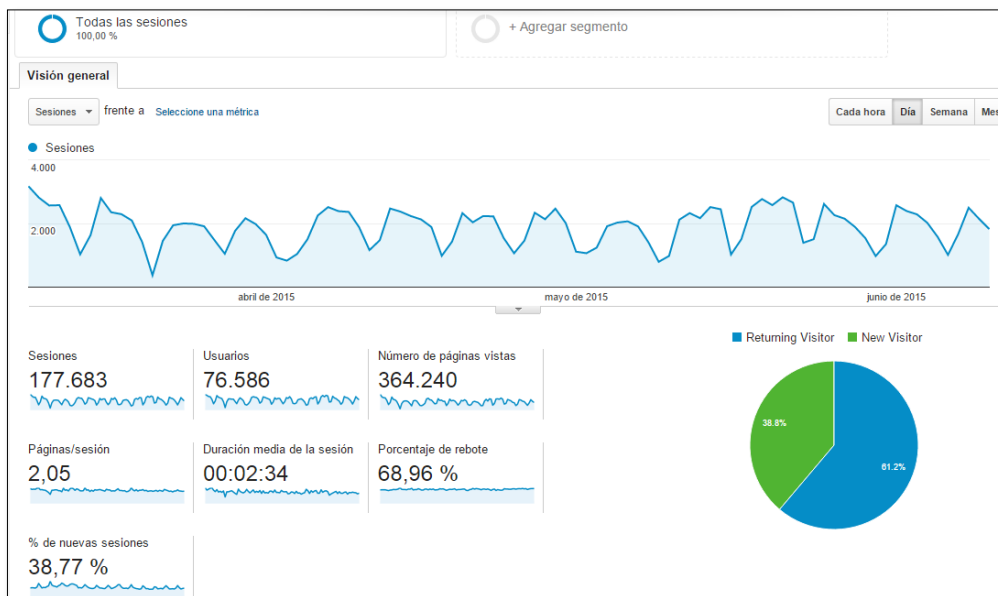 Todas las sesiones
100,00 %
+ Agregar segmento
Visión general
Sesiones frente a Seleccione una métrica
Cada hora Día Semana Mes
Sesiones
4.000
2.000
abril de 2015 mayo de 2015 junio de 2015
Returning Visitor New Visitor
Sesiones Usuarios Número de páginas vistas
177.683 76.586 364.240
38.8%
61.2%
Páginas/sesión Duración media de la sesión Porcentaje de rebote
2,05 00:02:34 68,96 %
% de nuevas sesiones
38,77 %